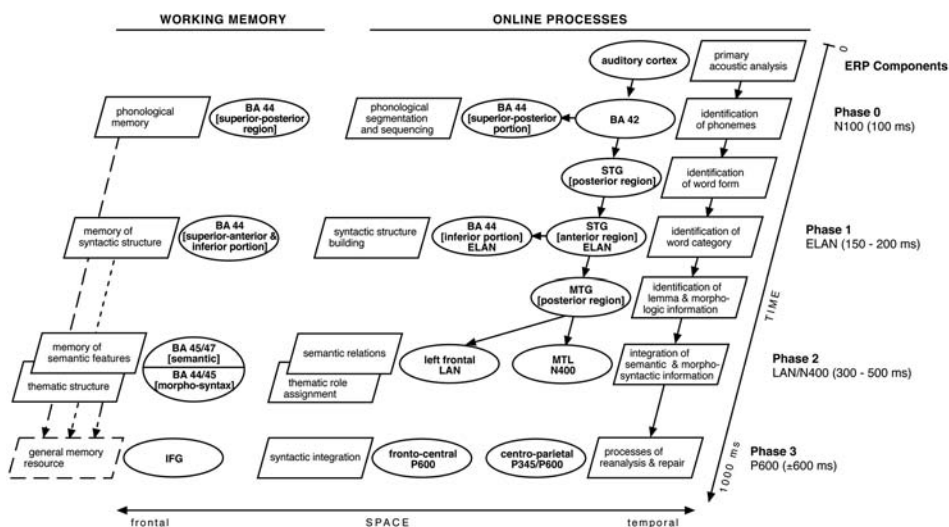 WORKING MEMORY
ONLINE PROCESSES
0
auditory cortex
primary
acoustic analysis
ERP Components
phonological
memory
BA 44
[superior-posterior
region]
phonological
segmentation
and sequencing
BA 44
[superior-posterior
portion]
BA 42
identification
of phonemes
Phase 0
N100 (100 ms)
STG
[posterior region]
identification
of word form
memory of
syntactic structure
BA 44
[superior-anterior &
inferior portion]
syntactic structure
building
BA 44
[inferior portion]
ELAN
STG
[anterior region]
ELAN
identification of
word category
Phase 1
ELAN (150 - 200 ms)
MTG
[posterior region]
identification of
lemma & morpho-
logic information
TIME
memory of
semantic features
thematic structure
BA 45/47
[semantic]
BA 44/45
[morpho-syntax]
semantic relations
thematic role
assignment
left frontal
LAN
MTL
N400
integration of
semantic & morpho-
syntactic information
Phase 2
LAN/N400 (300 - 500 ms)
general memory
resource
IFG
syntactic integration
fronto-central
P600
centro-parietal
P345/P600
processes of
reanalysis & repair
Phase 3
P600 (±600 ms)
1000 ms
frontal
SPACE
temporal